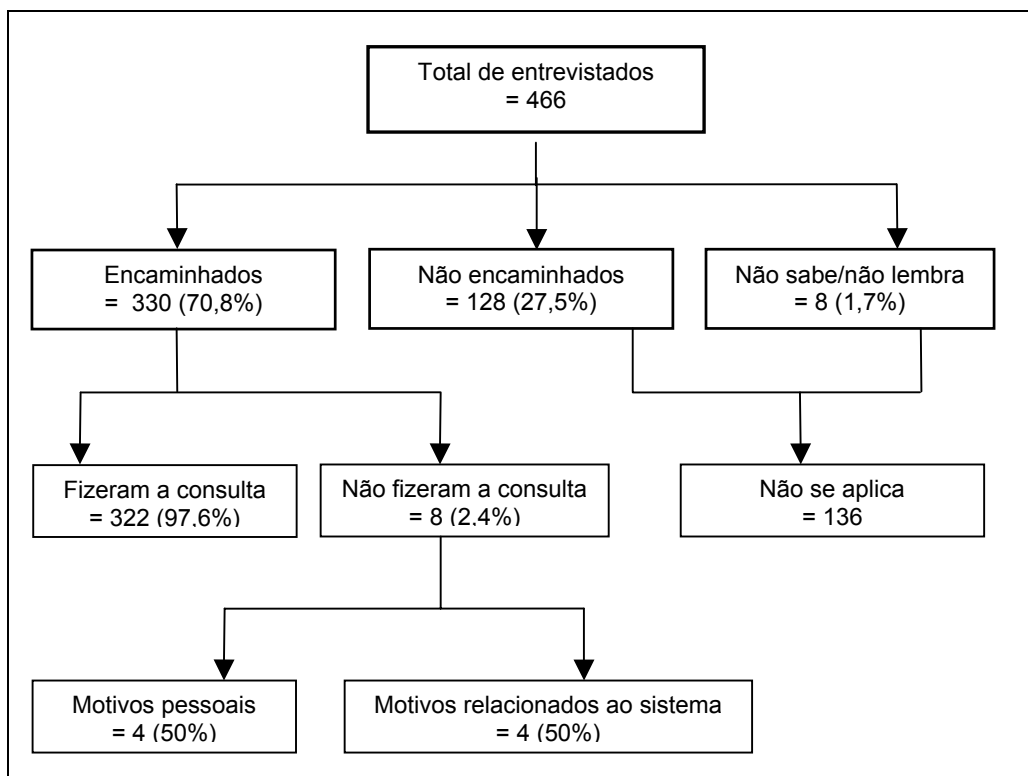 Total de entrevistados
= 466
Encaminhados
= 330 (70,8%)
Não encaminhados
= 128 (27,5%)
Não sabe/não lembra
= 8 (1,7%)
Fizeram a consulta
= 322 (97,6%)
Não fizeram a consulta
= 8 (2,4%)
Não se aplica
= 136
Motivos pessoais
= 4 (50%)
Motivos relacionados ao sistema
= 4 (50%)